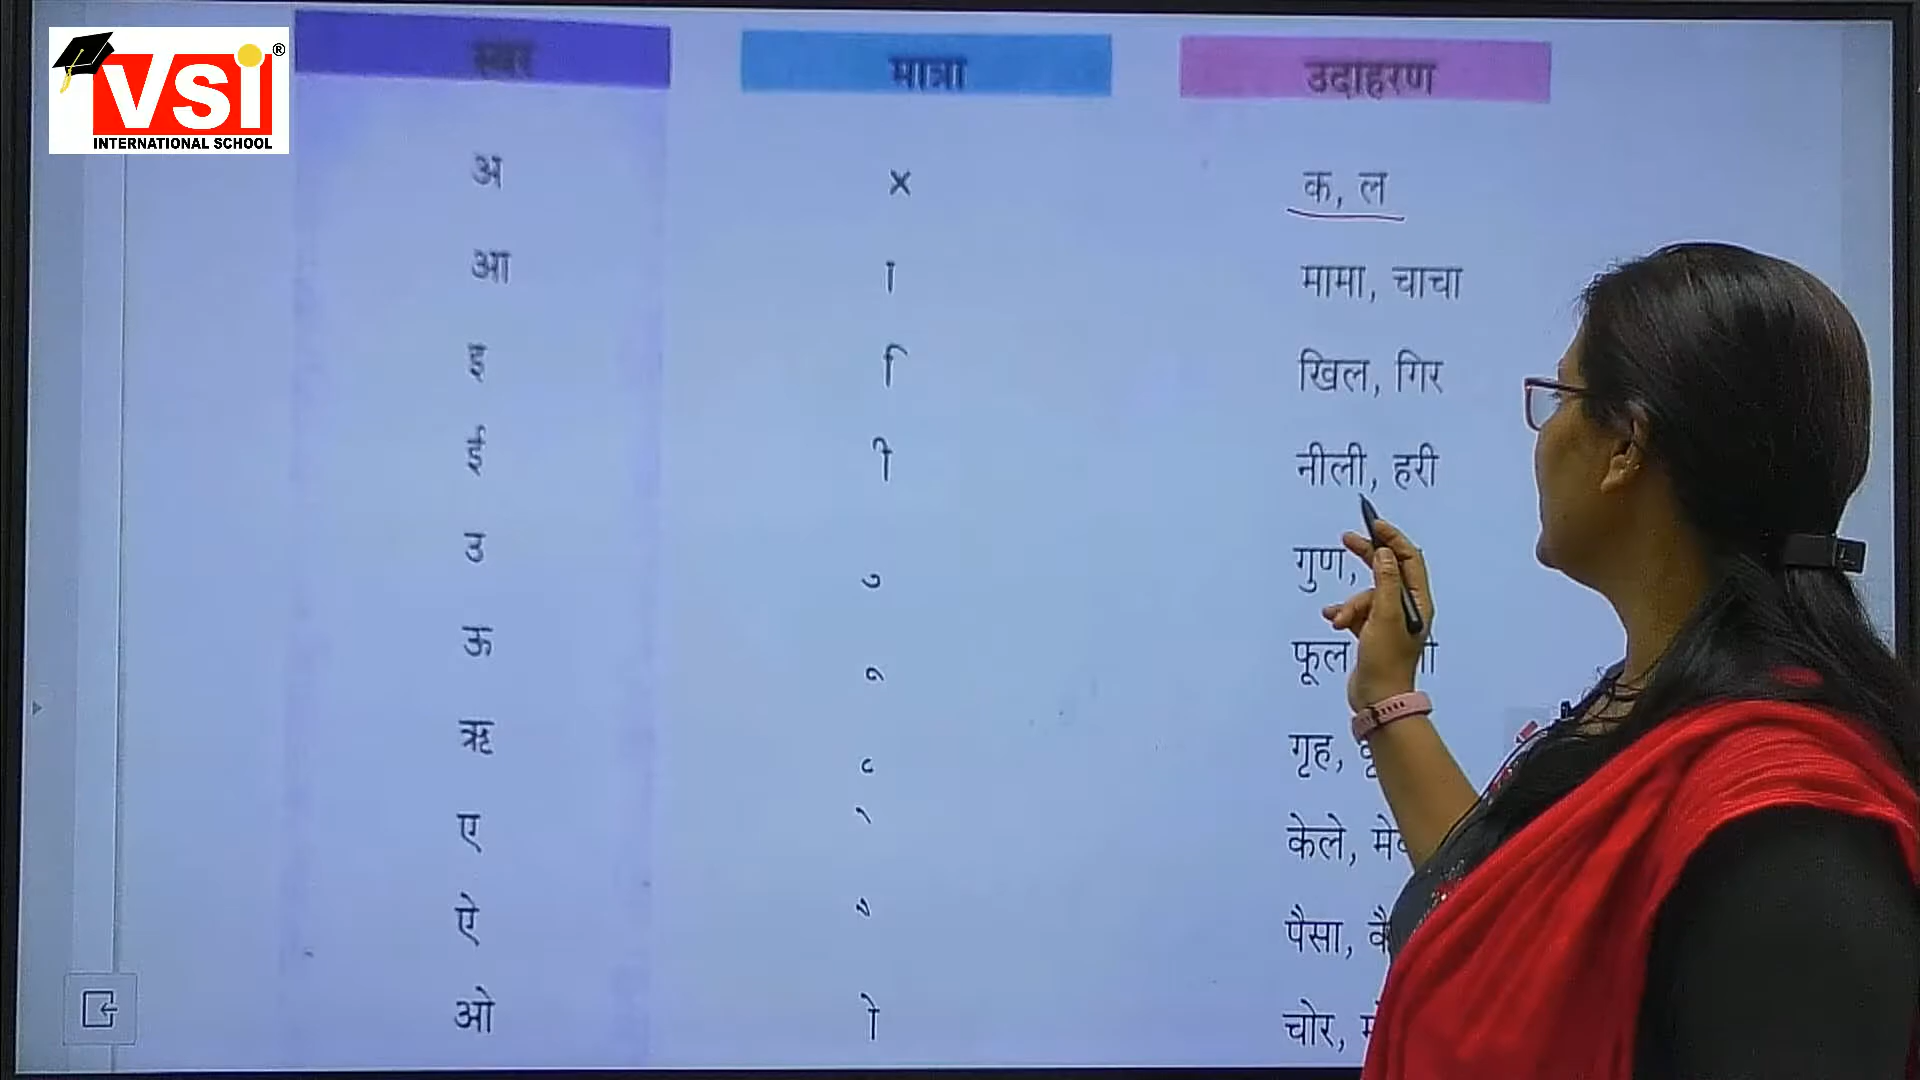 VSI ®
INTERNATIONAL SCHOOL
स्वर मात्रा उदाहरण
अ x क, ल
आ ा मामा, चाचा
इ ि खिल, गिर
ई ी नीली, हरी
उ ु गुण,
ऊ ू फूल
ऋ ृ गृह,
ए े केले,
ऐ ै पैसा,
ओ ो चोर,